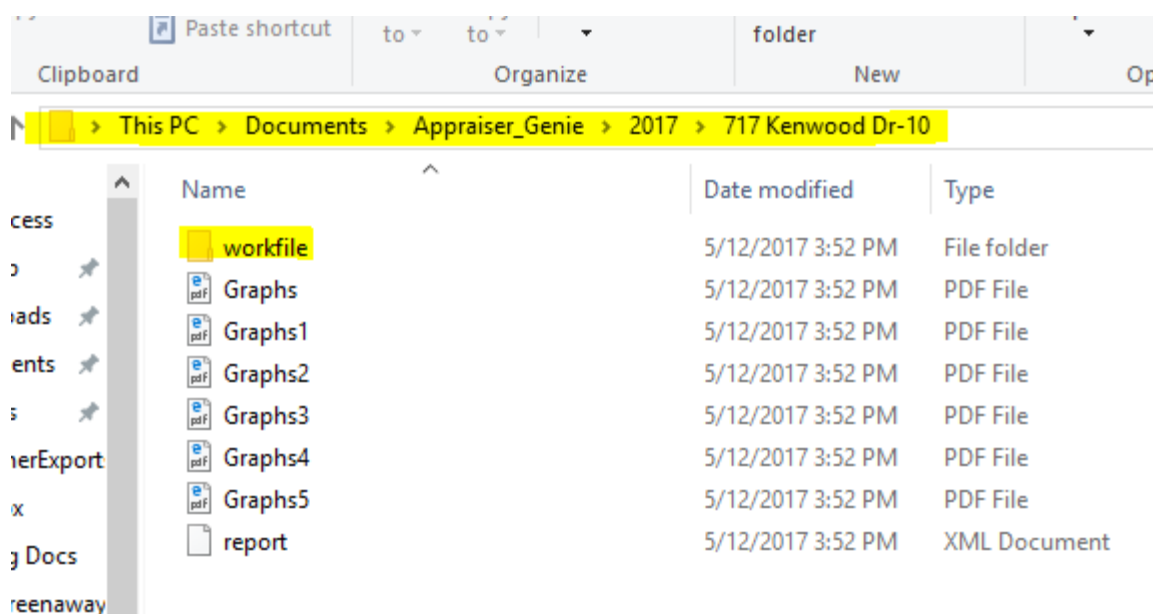 Paste shortcut
to to
folder
Clipboard Organize New
This PC > Documents > Appraiser_Genie > 2017 > 717 Kenwood Dr-10
Name Date modified Type
cess
workfile 5/12/2017 3:52 PM File folder
Graphs 5/12/2017 3:52 PM PDF File
Graphs1 5/12/2017 3:52 PM PDF File
oads
Graphs2 5/12/2017 3:52 PM PDF File
ents
Graphs3 5/12/2017 3:52 PM PDF File
s
Graphs4 5/12/2017 3:52 PM PDF File
nerExport
Graphs5 5/12/2017 3:52 PM PDF File
ox
report 5/12/2017 3:52 PM XML Document
g Docs
reenaway